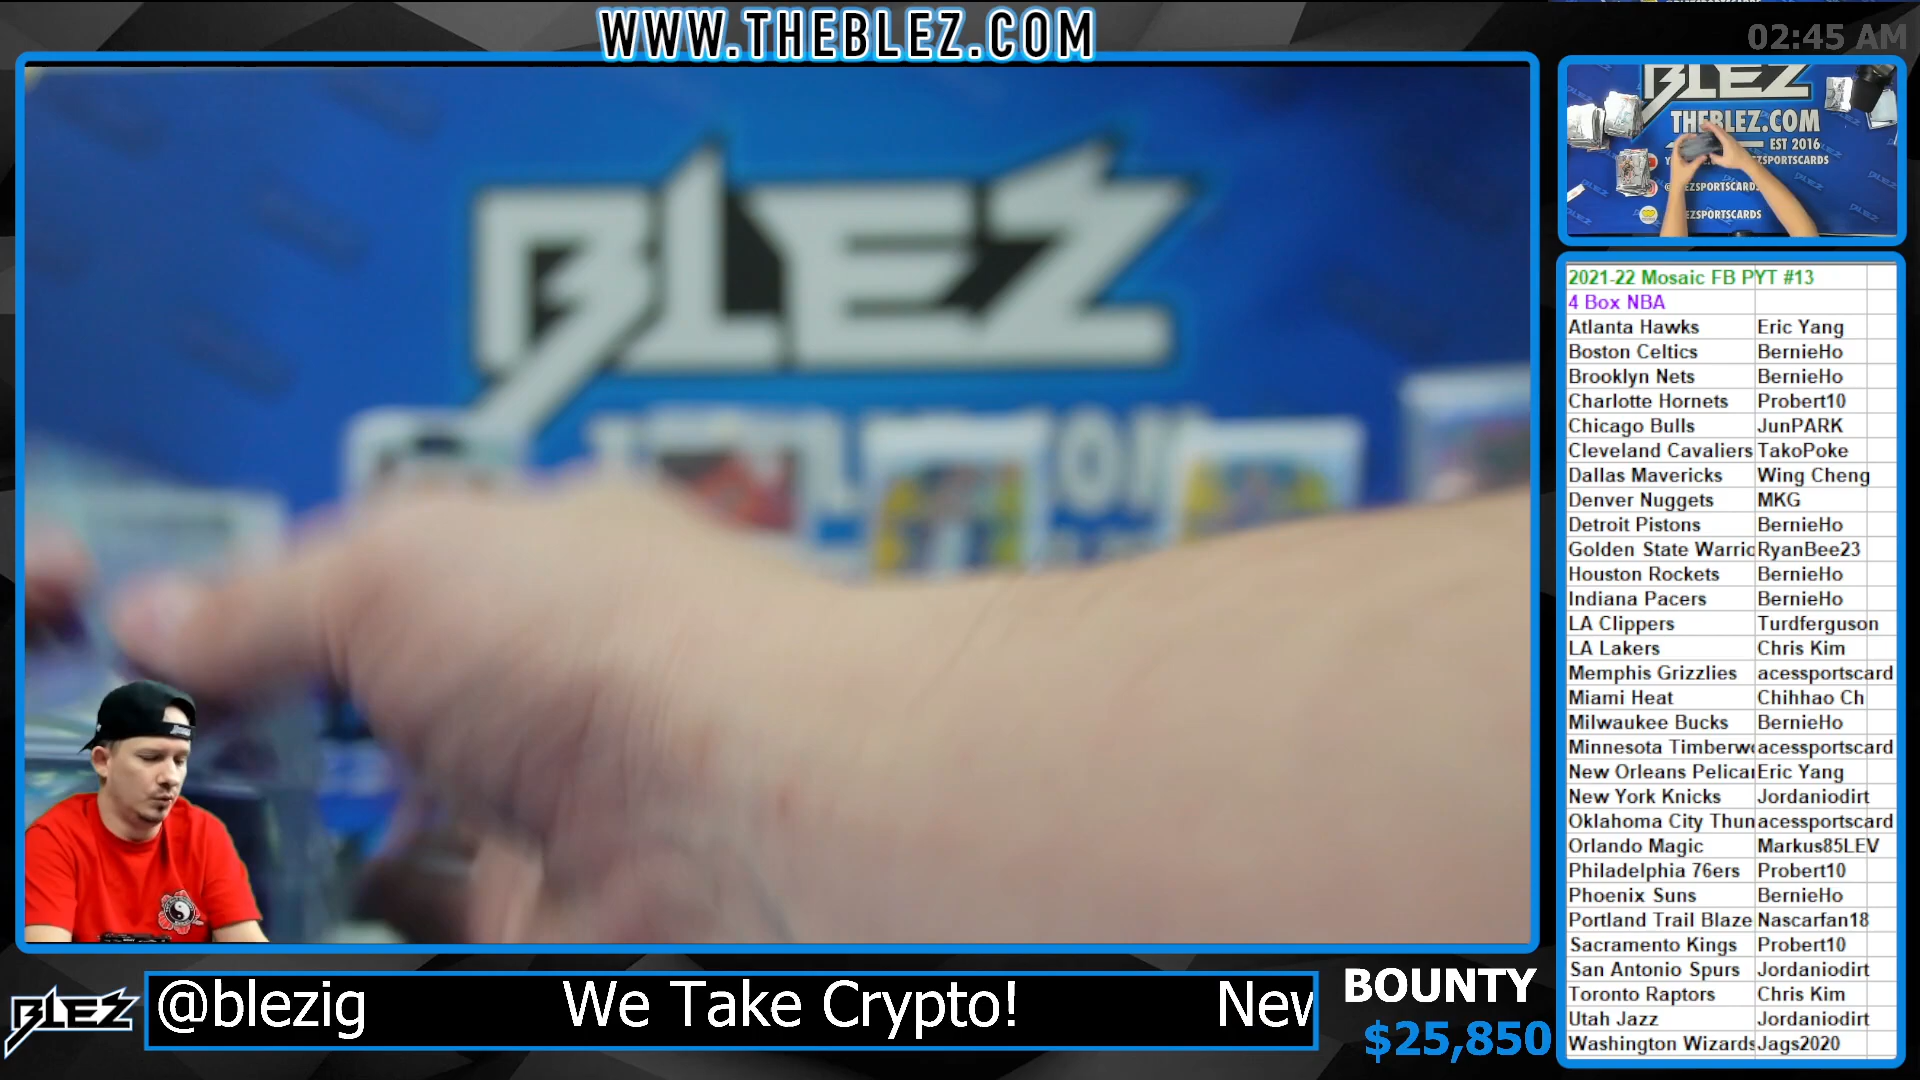 WWW.THEBLEZ.COM
02:45 AM
BLEZ
BLEZ
THEBLEZ.COM
EST 2016
2021-22 Mosaic FB PYT #13
4 Box NBA
Atlanta Hawks Eric Yang
Boston Celtics BernieHo
Brooklyn Nets BernieHo
Charlotte Hornets Probert10
Chicago Bulls JunPARK
Cleveland Cavaliers TakoPoke
Dallas Mavericks Wing Cheng
Denver Nuggets MKG
Detroit Pistons BernieHo
Golden State Warrio RyanBee23
Houston Rockets BernieHo
Indiana Pacers BernieHo
LA Clippers Turdferguson
LA Lakers Chris Kim
Memphis Grizzlies acessportscard
Miami Heat Chihhao Ch
Milwaukee Bucks BernieHo
Minnesota Timberwo acessportscard
New Orleans Pelica Eric Yang
New York Knicks Jordaniodirt
Oklahoma City Thun acessportscard
Orlando Magic Markus85LEV
Philadelphia 76ers Probert10
Phoenix Suns BernieHo
Portland Trail Blaze Nascarfan18
Sacramento Kings Probert10
San Antonio Spurs Jordaniodirt
Toronto Raptors Chris Kim
Utah Jazz Jordaniodirt
Washington Wizards Jags2020
BLEZ
@blezig We Take Crypto! New
BOUNTY
$25,850